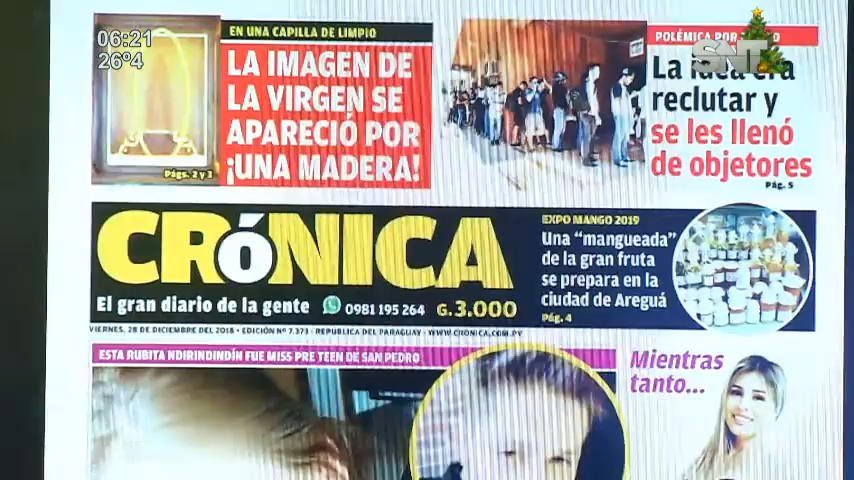 06:21
26º4
EN UNA CAPILLA DE LIMPIO
LA IMAGEN DE
LA VIRGEN SE
APARECIÓ POR
¡UNA MADERA!
Págs. 2 y 3
POLÉMICA POR
SNT
La idea era
reclutar y
se les llenó
de objetores
Pág. 5
CRóNICA
El gran diario de la gente
0981 195 264
G.3.000
EXPO MANGO 2019
Una “mangueada”
de la gran fruta
se prepara en la
ciudad de Areguá
Pág. 4
VIERNES, 28 DE DICIEMBRE DEL 2018 - EDICIÓN Nº 7.373 - REPUBLICA DEL PARAGUAY - WWW.CRONICA.COM.PY
ESTA RUBITA NDIRINDINDÍN FUE MISS PRE TEEN DE SAN PEDRO
Mientras
tanto...